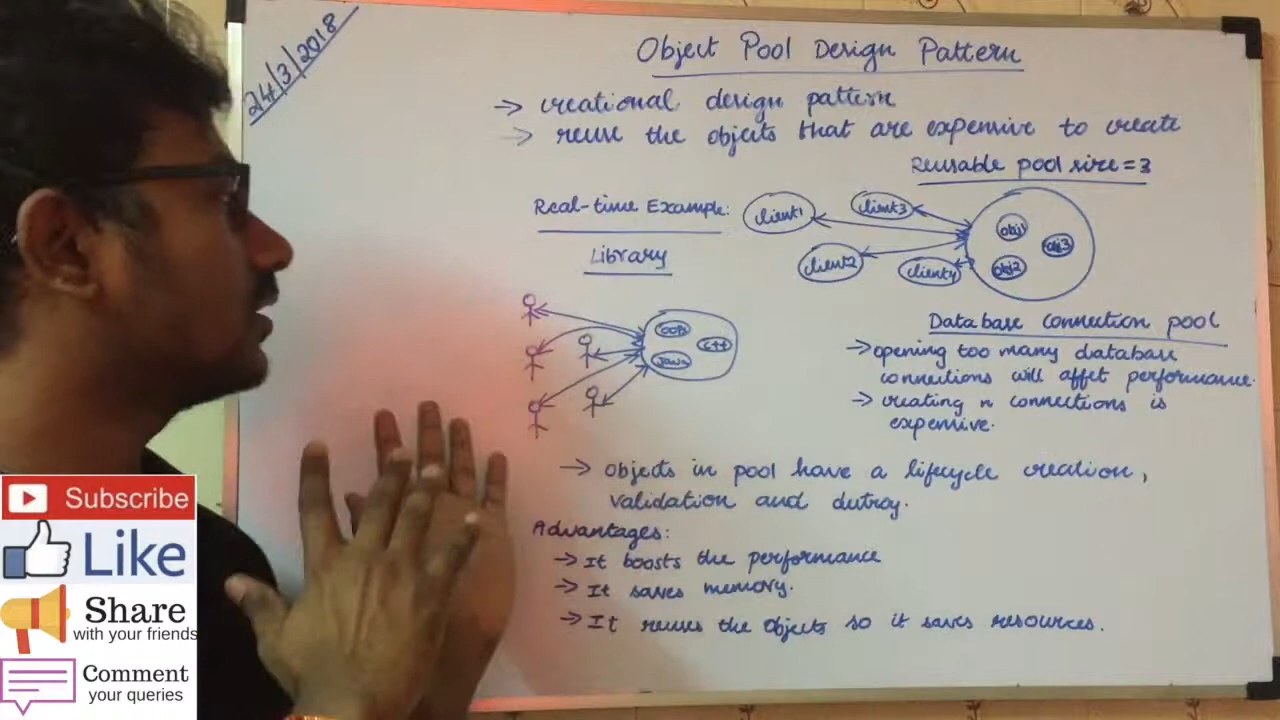 24/3/2018
Object Pool Design Pattern
→ creational design pattern
→ reuse the objects that are expensive to create
Reusable pool size = 3
Real-time Example:
Library
client1
client3
client2
client4
obj1
obj3
obj2
oops
c++
java
Database connection pool
→ opening too many database
connections will affet performance.
→ creating n connections is
expensive.
→ objects in pool have a lifecycle creation,
validation and dutroy.
Advantages:
→ It boosts the performance
→ It saves memory.
→ It reuses the objects so it saves resources.
Subscribe
Like
Share
with your friends
Comment
your queries